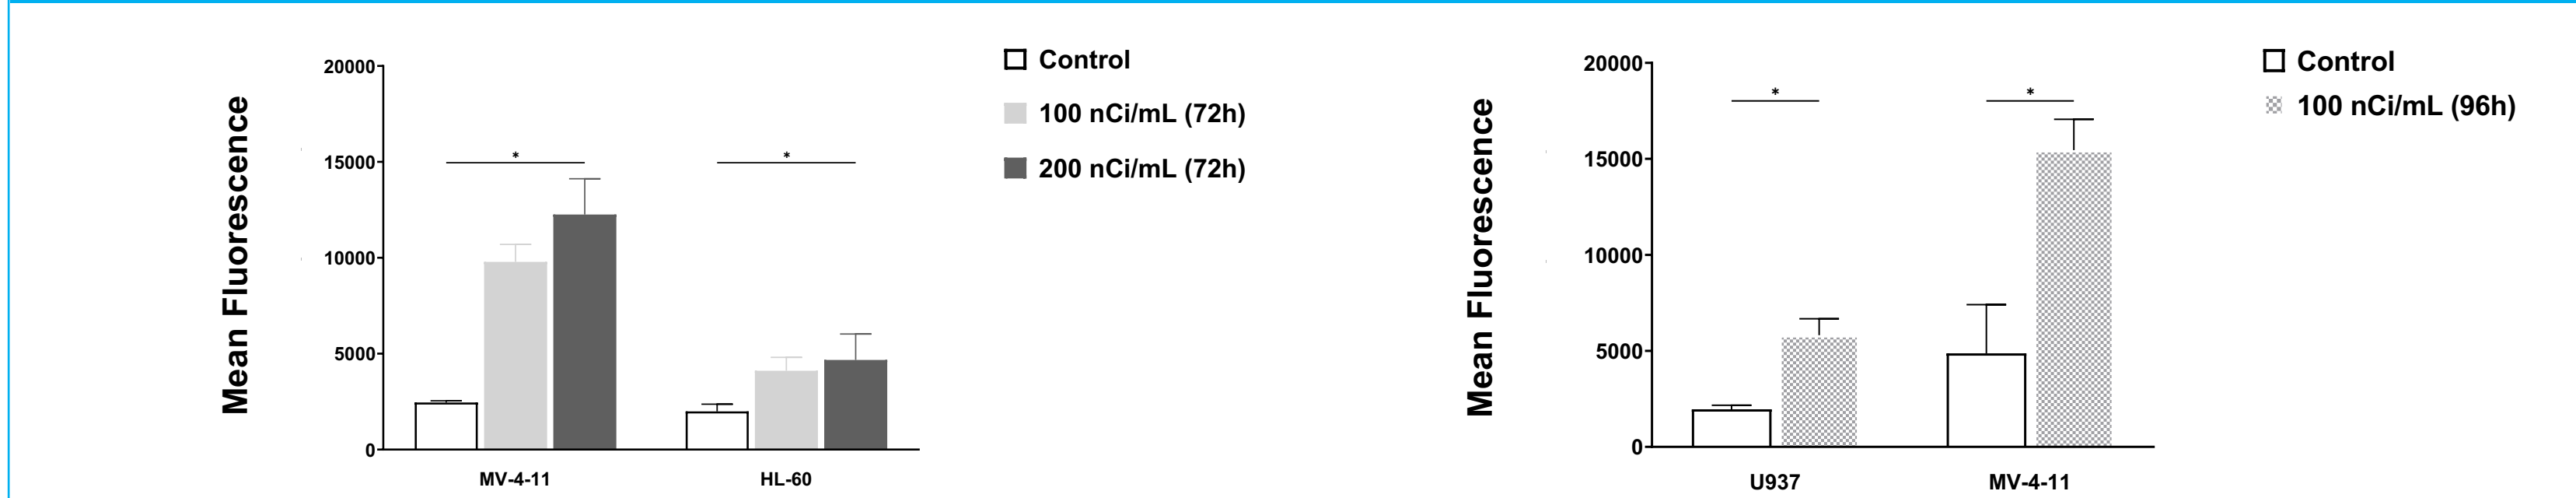 Mean Fluorescence
20000
15000
10000
5000
0
*
*
MV-4-11
HL-60
Control
100 nCi/mL (72h)
200 nCi/mL (72h)
Mean Fluorescence
20000
15000
10000
5000
0
*
*
U937
MV-4-11
Control
100 nCi/mL (96h)